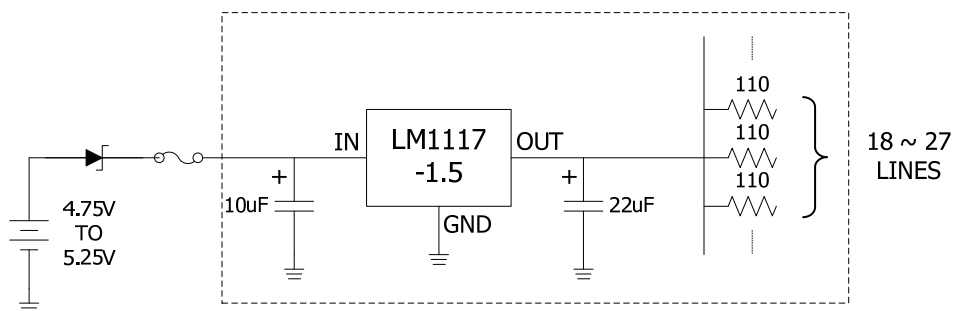 110
IN
LM1117
-1.5
OUT
110
18 ~ 27
LINES
110
+
10uF
GND
+
22uF
4.75V
TO
5.25V